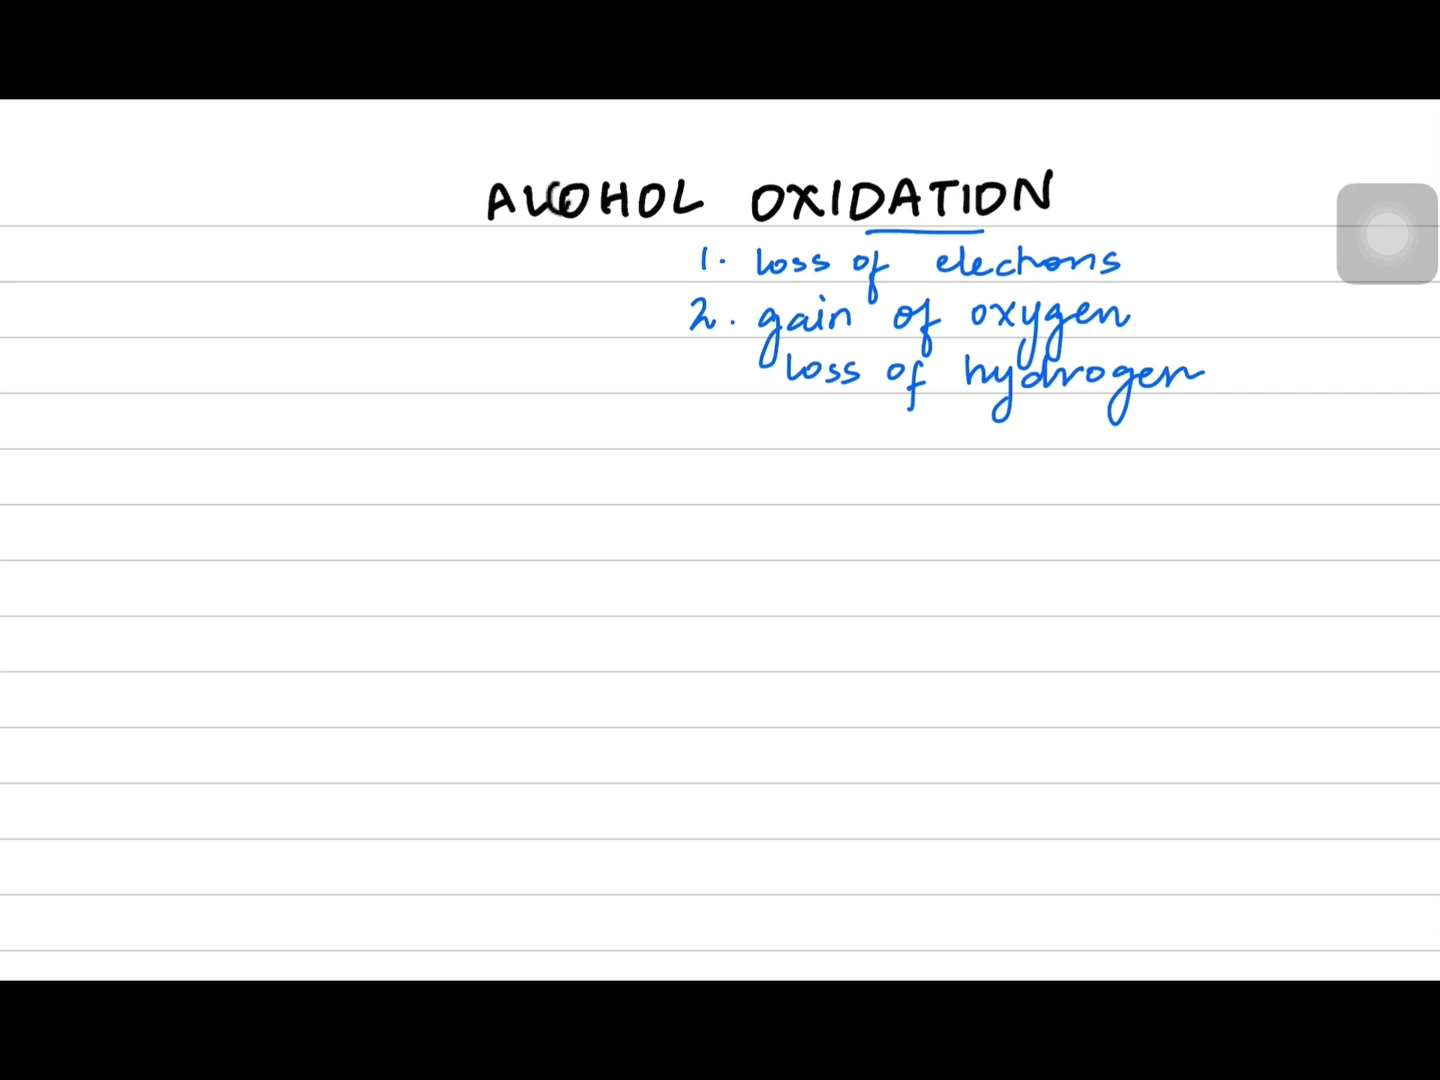 ALCOHOL OXIDATION
1. loss of electrons
2. gain of oxygen
loss of hydrogen